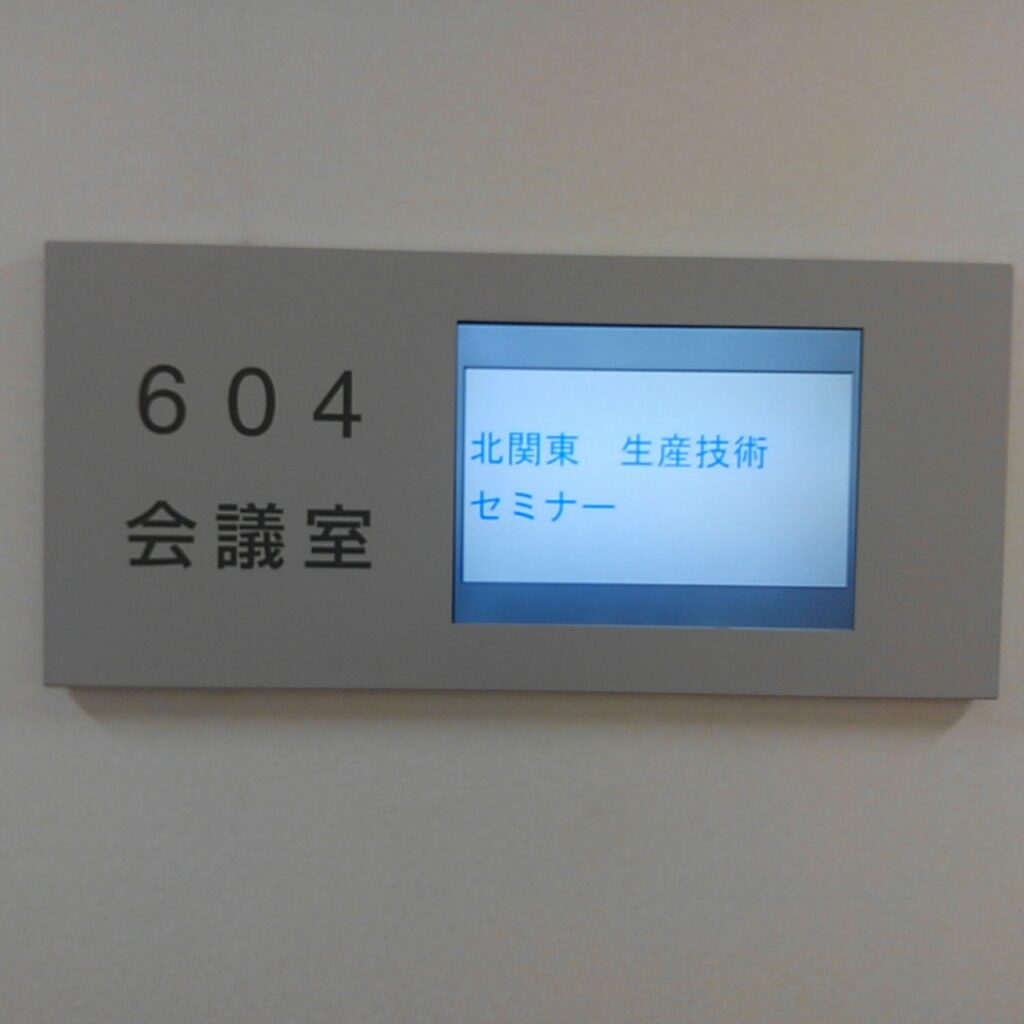 604
会議室
北関東　生産技術
セミナー